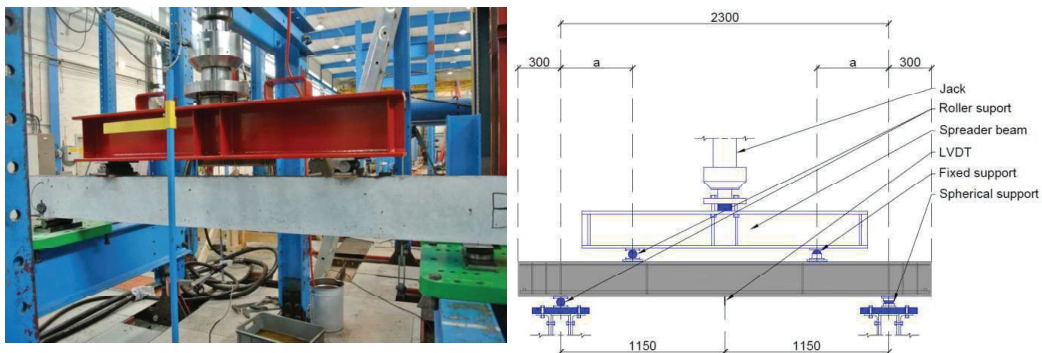 2300
300
a
a
300
Jack
Roller suport
Spreader beam
LVDT
Fixed support
Spherical support
1150
1150